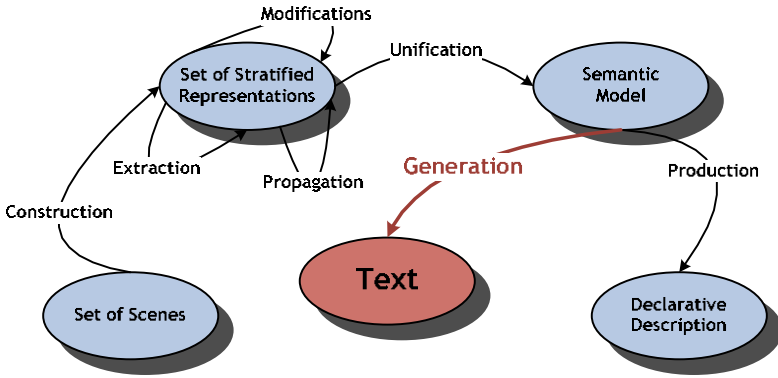 Modifications
Unification
Set of Stratified
Representations
Semantic
Model
Extraction
Generation
Propagation
Production
Construction
Text
Set of Scenes
Declarative
Description